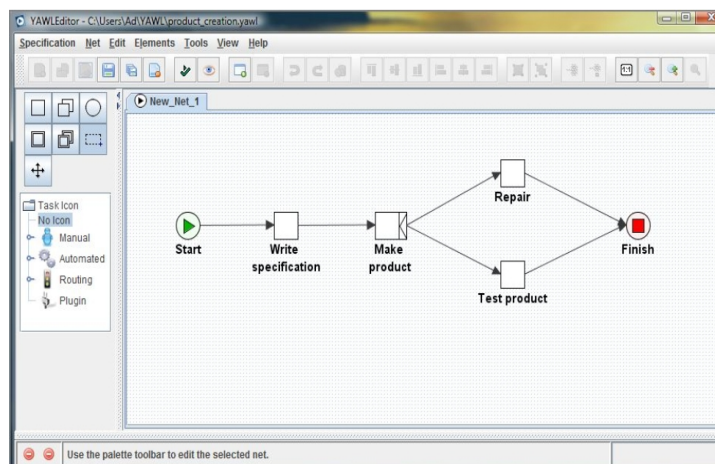 YAWLEditor - C:\Users\Ad\YAWL\product_creation.yawl
Specification Net Edit Elements Tools View Help
1:1
New_Net_1
Task Icon
No Icon
Manual
Automated
Routing
Plugin
Start
Write
specification
Make
product
Repair
Test product
Finish
Use the palette toolbar to edit the selected net.